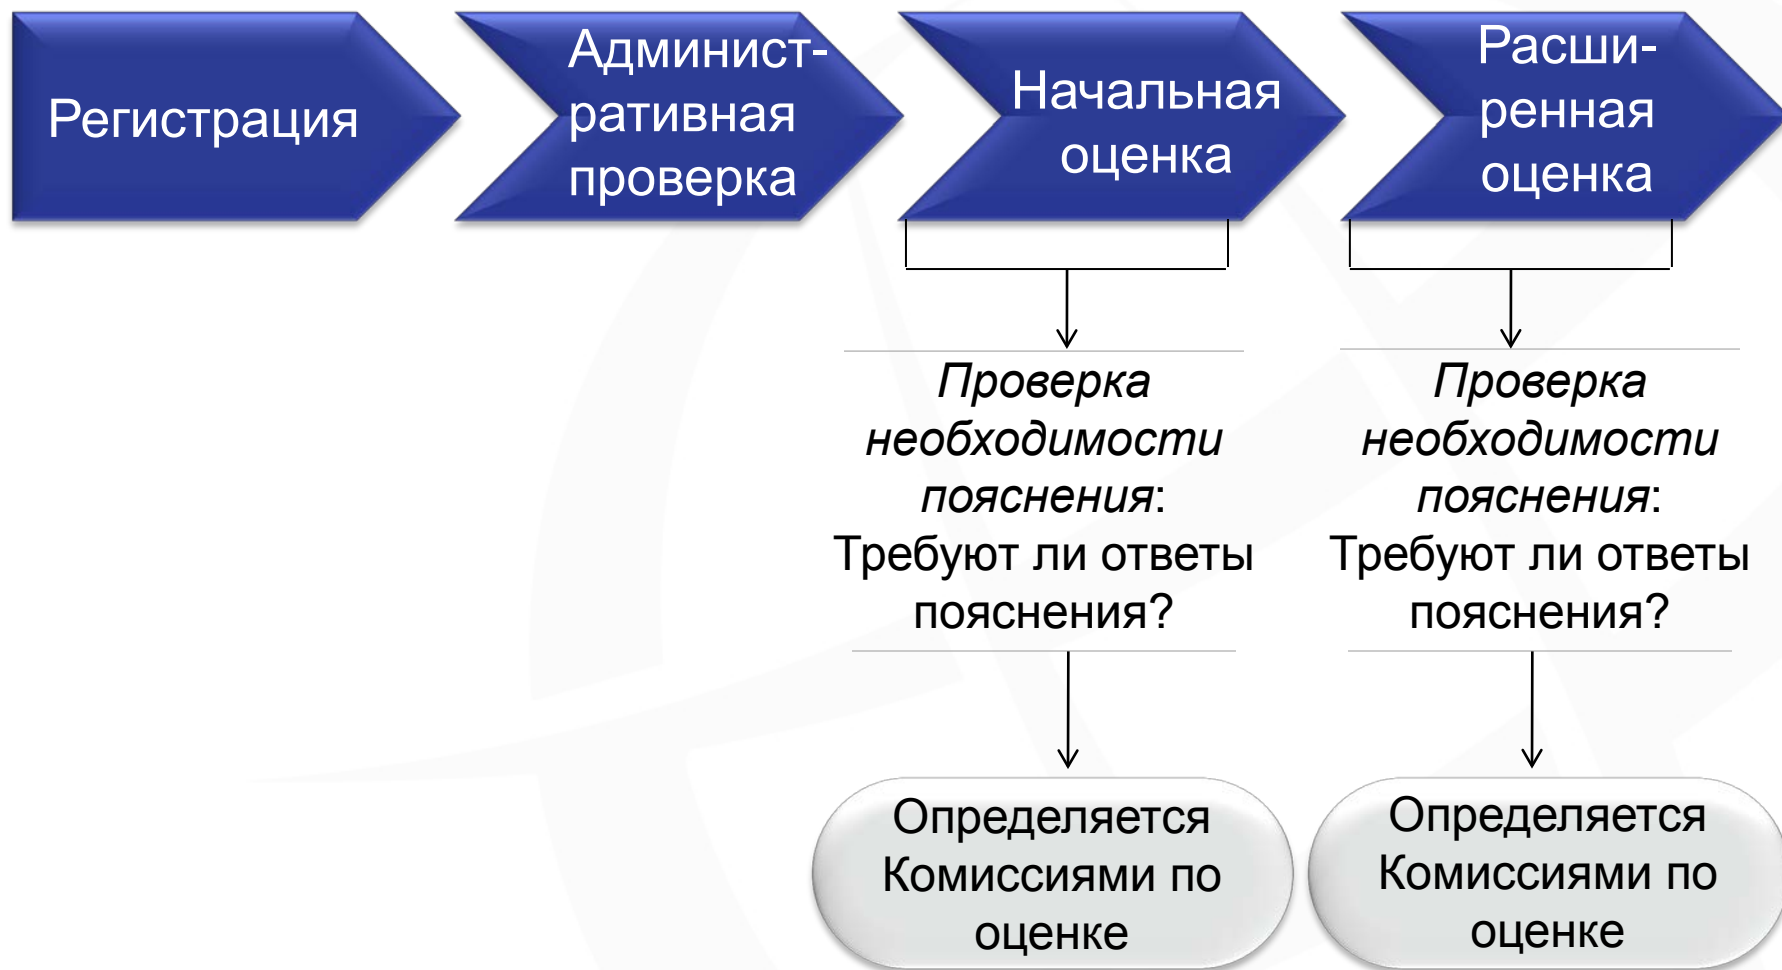 Регистрация
Админист-
ративная
проверка
Начальная
оценка
Расши-
ренная
оценка
Проверка
необходимости
пояснения:
Требуют ли ответы
пояснения?
Проверка
необходимости
пояснения:
Требуют ли ответы
пояснения?
Определяется
Комиссиями по
оценке
Определяется
Комиссиями по
оценке